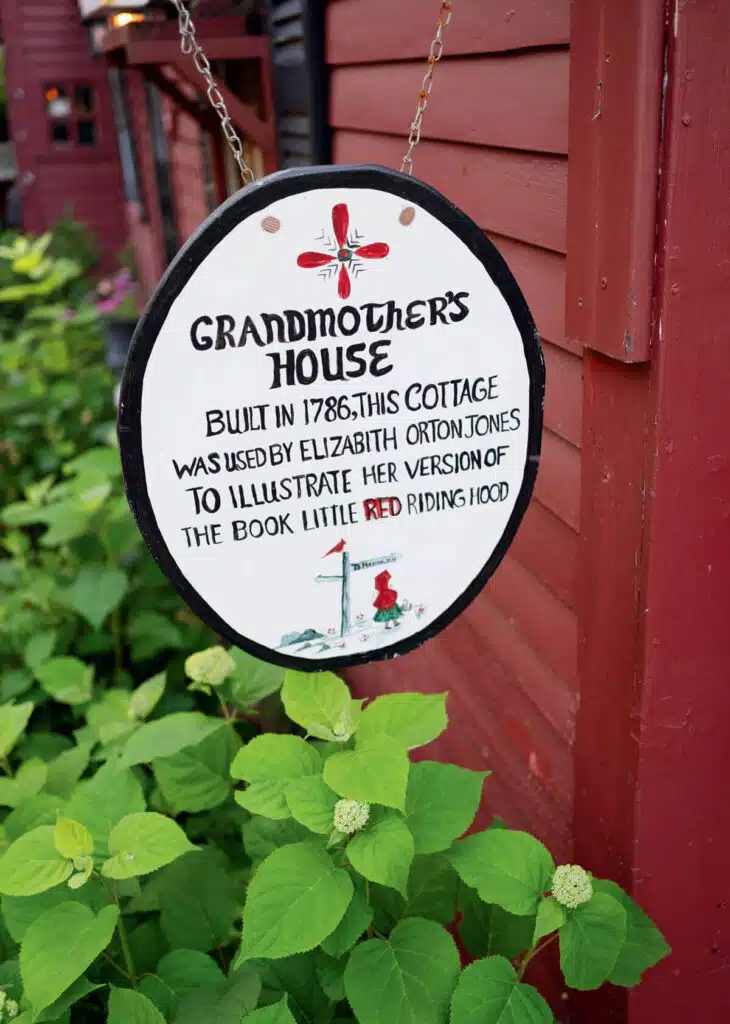 GRANDMOTHER'S
HOUSE
BUILT IN 1786, THIS COTTAGE
WAS USED BY ELIZABITH ORTON JONES
TO ILLUSTRATE HER VERSION OF
THE BOOK LITTLE RED RIDING HOOD